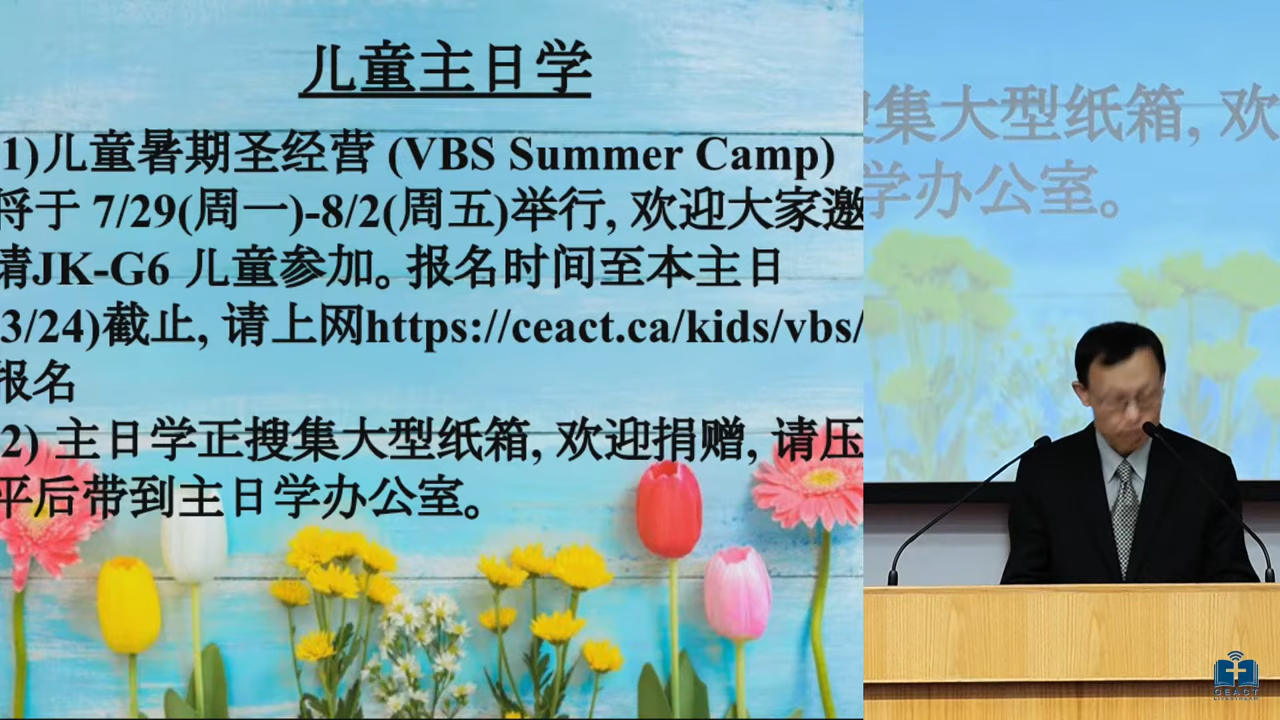 儿童主日学
1)儿童暑期圣经营 (VBS Summer Camp)
将于 7/29(周一)-8/2(周五)举行, 欢迎大家邀
请JK-G6 儿童参加。报名时间至本主日
3/24)截止, 请上网https://ceact.ca/kids/vbs/
报名
2) 主日学正搜集大型纸箱, 欢迎捐赠, 请压
平后带到主日学办公室。
集大型纸箱, 欢
学办公室。
CEACT